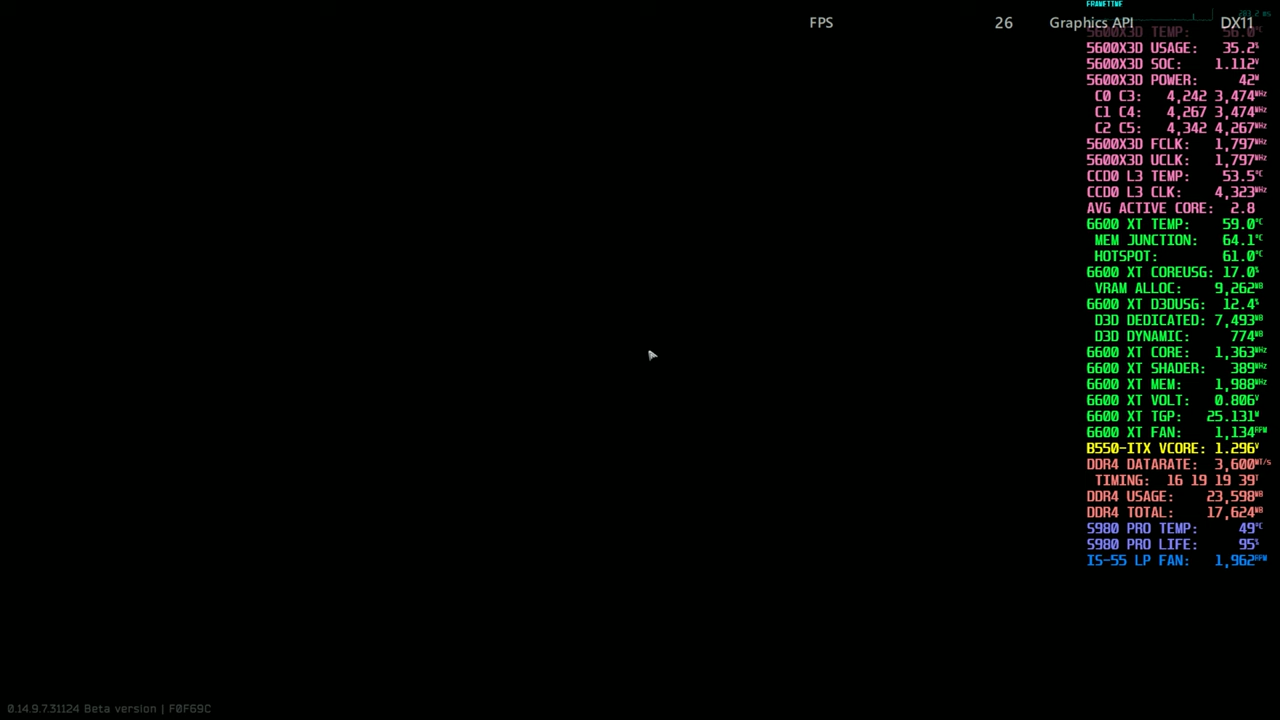 FRAMETIME
FPS 26 Graphics API DX11
5600X3D TEMP: 56.0°C
5600X3D USAGE: 35.2%
5600X3D SOC: 1.112V
5600X3D POWER: 42W
C0 C3: 4,242 3,474MHz
C1 C4: 4,267 3,474MHz
C2 C5: 4,342 4,267MHz
5600X3D FCLK: 1,797MHz
5600X3D UCLK: 1,797MHz
CCD0 L3 TEMP: 53.5°C
CCD0 L3 CLK: 4,323MHz
AVG ACTIVE CORE: 2.8
6600 XT TEMP: 59.0°C
MEM JUNCTION: 64.1°C
HOTSPOT: 61.0°C
6600 XT COREUSG: 17.0%
VRAM ALLOC: 9,262MB
6600 XT D3DUSG: 12.4%
D3D DEDICATED: 7,493MB
D3D DYNAMIC: 774MB
6600 XT CORE: 1,363MHz
6600 XT SHADER: 389MHz
6600 XT MEM: 1,988MHz
6600 XT VOLT: 0.806V
6600 XT TGP: 25.131W
6600 XT FAN: 1,134RPM
B550-ITX VCORE: 1.296V
DDR4 DATARATE: 3,600MT/s
TIMING: 16 19 19 39T
DDR4 USAGE: 23,598MB
DDR4 TOTAL: 17,624MB
S980 PRO TEMP: 49°C
S980 PRO LIFE: 95%
IS-55 LP FAN: 1,962RPM
0.14.9.7.31124 Beta version | F0F69C